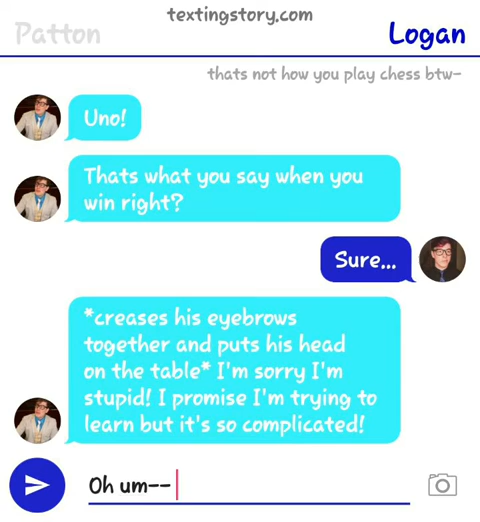 textingstory.com
Patton
Logan
thats not how you play chess btw-
Uno!
Thats what you say when you
win right?
Sure...
*creases his eyebrows
together and puts his head
on the table* I'm sorry I'm
stupid! I promise I'm trying to
learn but it's so complicated!
Oh um--